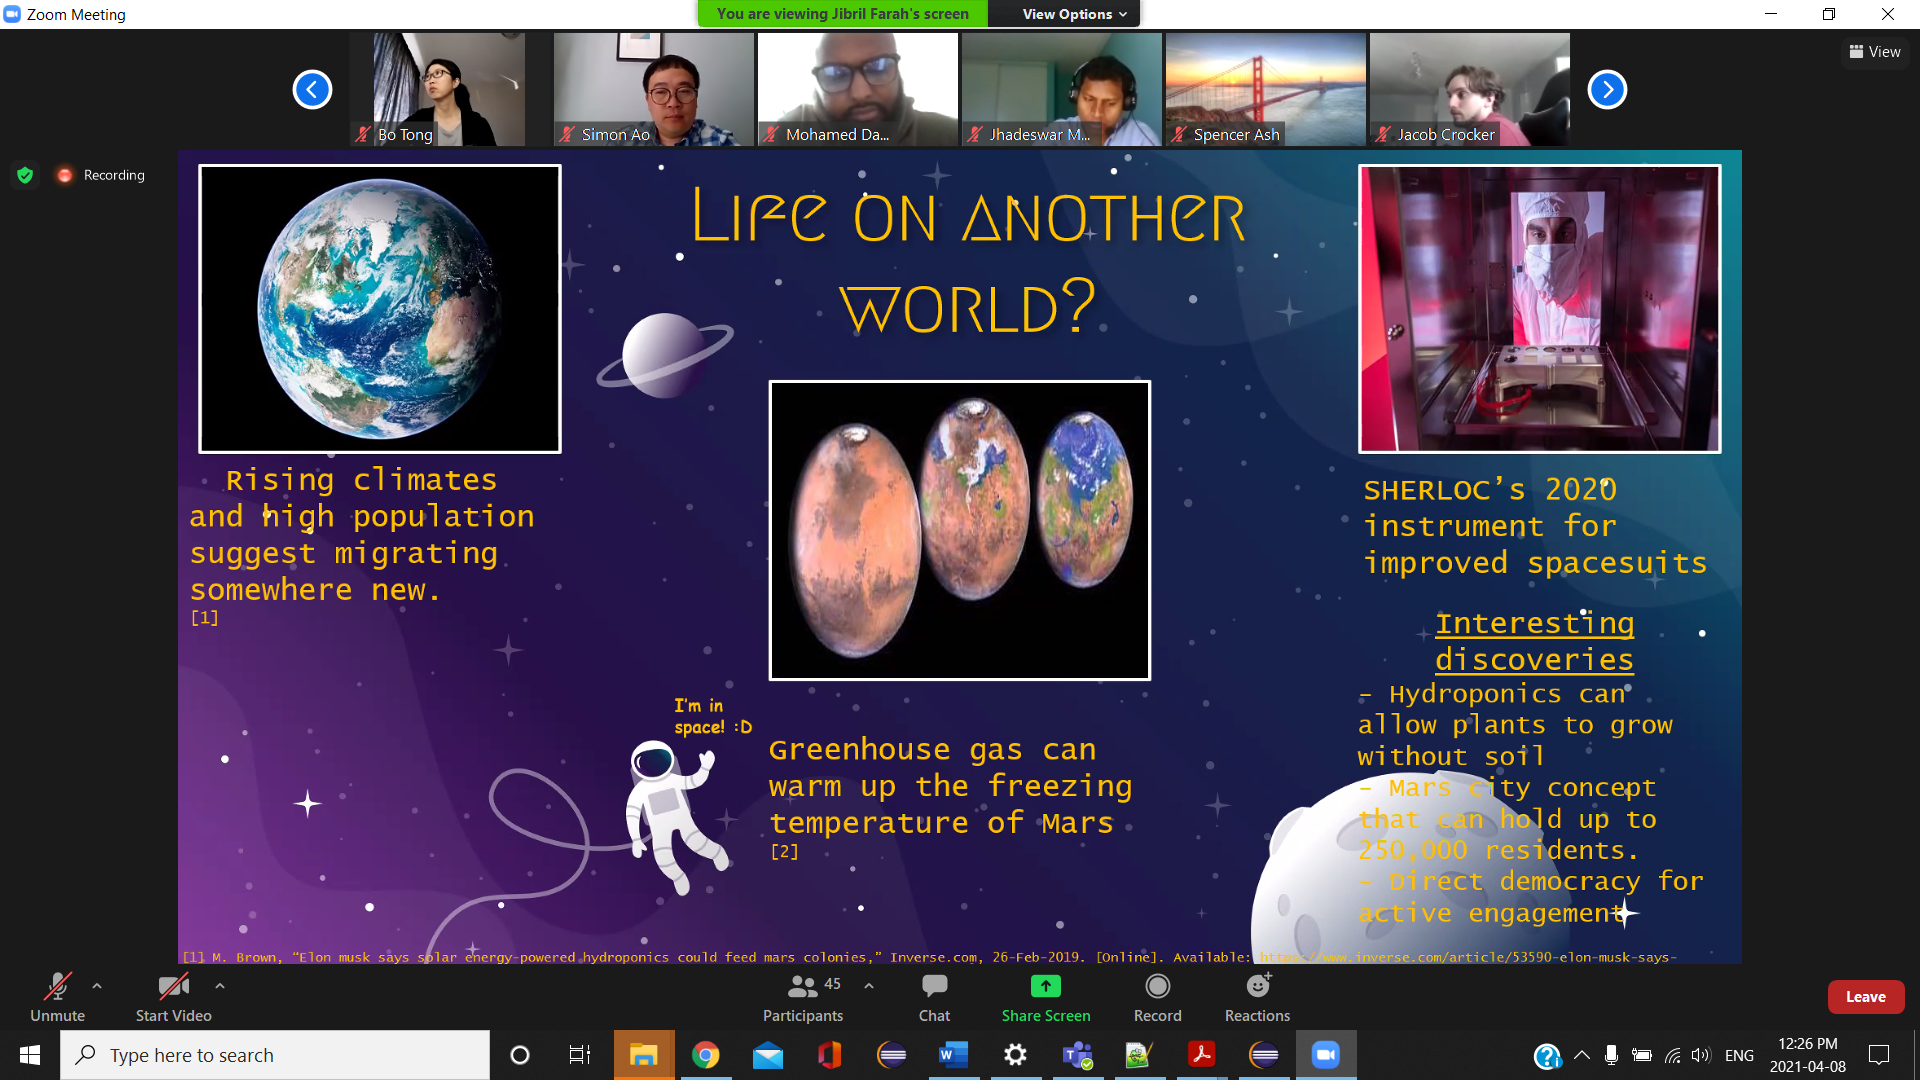 Zoom Meeting
You are viewing Jibril Farah's screen
View Options
View
Bo Tong
Simon Ao
Mohamed Da...
Jhadeswar M...
Spencer Ash
Jacob Crocker
Recording
LIFE ON ANOTHER
WORLD?
Rising climates
and high population
suggest migrating
somewhere new.
[1]
I'm in
space! :D
Greenhouse gas can
warm up the freezing
temperature of Mars
[2]
SHERLOC's 2020
instrument for
improved spacesuits
Interesting
discoveries
- Hydroponics can
allow plants to grow
without soil
- Mars city concept
that can hold up to
250,000 residents.
- Direct democracy for
active engagement
[1] M. Brown, "Elon musk says solar energy-powered hydroponics could feed mars colonies," Inverse.com, 26-Feb-2019. [Online]. Available: https://www.inverse.com/article/53590-elon-musk-says-
Unmute
Start Video
45
Participants
Chat
Share Screen
Record
Reactions
Leave
Type here to search
ENG
12:26 PM
2021-04-08